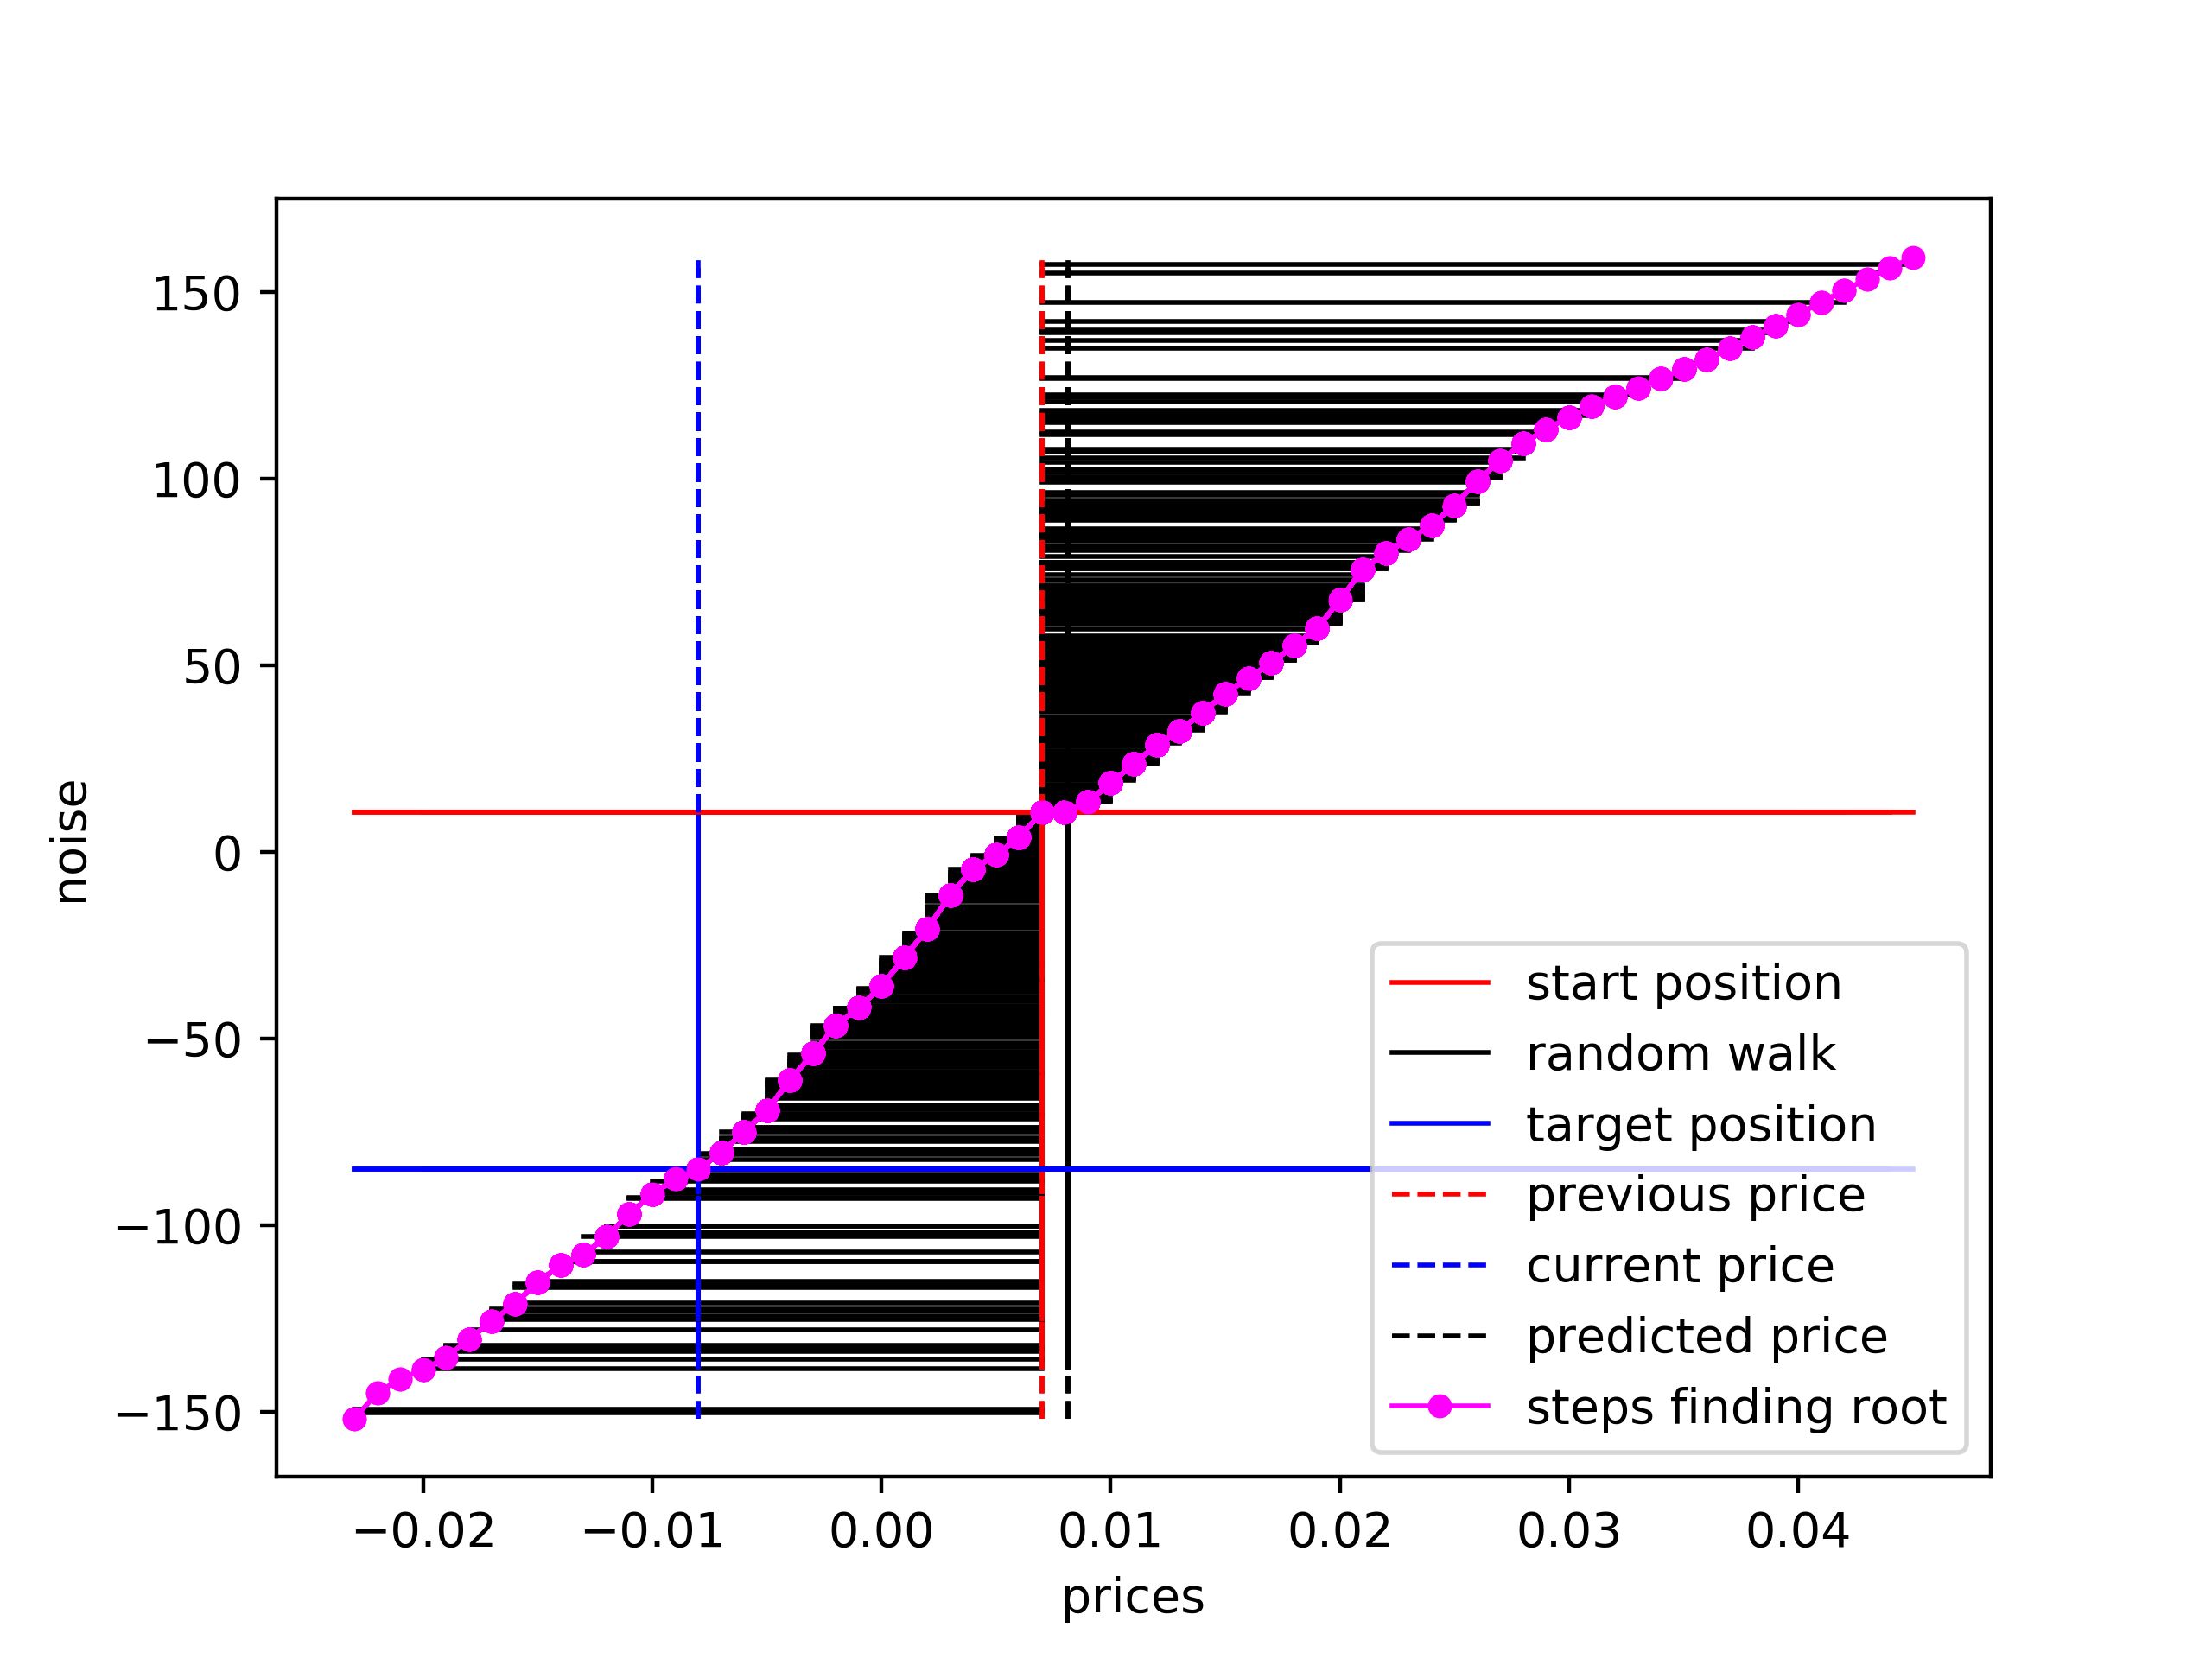 150
100
50
0
−50
−100
−150
noise
−0.02
−0.01
0.00
0.01
0.02
0.03
0.04
prices
start position
random walk
target position
previous price
current price
predicted price
steps finding root